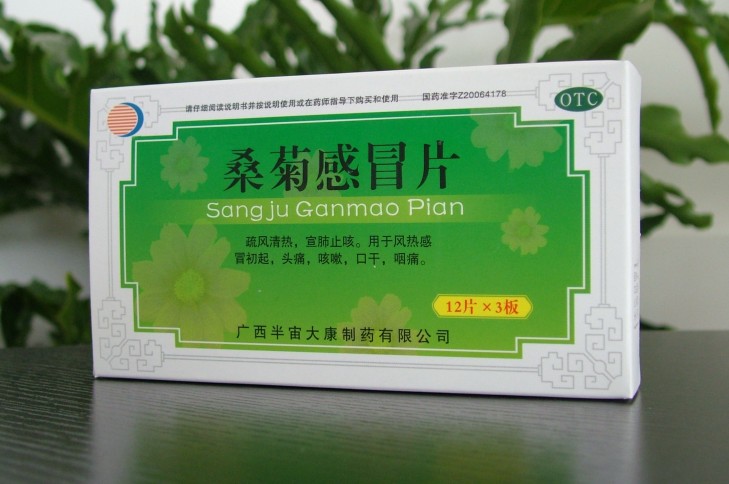 请仔细阅读说明书并按说明使用或在药师指导下购买和使用 国药准字Z20064178
OTC
桑菊感冒片
Sangju Ganmao Pian
疏风清热，宣肺止咳。用于风热感
冒初起，头痛，咳嗽，口干，咽痛。
12片×3板
广西半宙大康制药有限公司